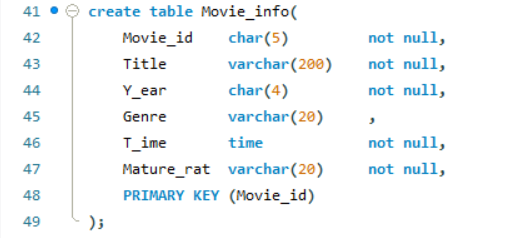 41 create table Movie_info(
42 Movie_id char(5) not null,
43 Title varchar(200) not null,
44 Y_ear char(4) not null,
45 Genre varchar(20) ,
46 T_ime time not null,
47 Mature_rat varchar(20) not null,
48 PRIMARY KEY (Movie_id)
49 );